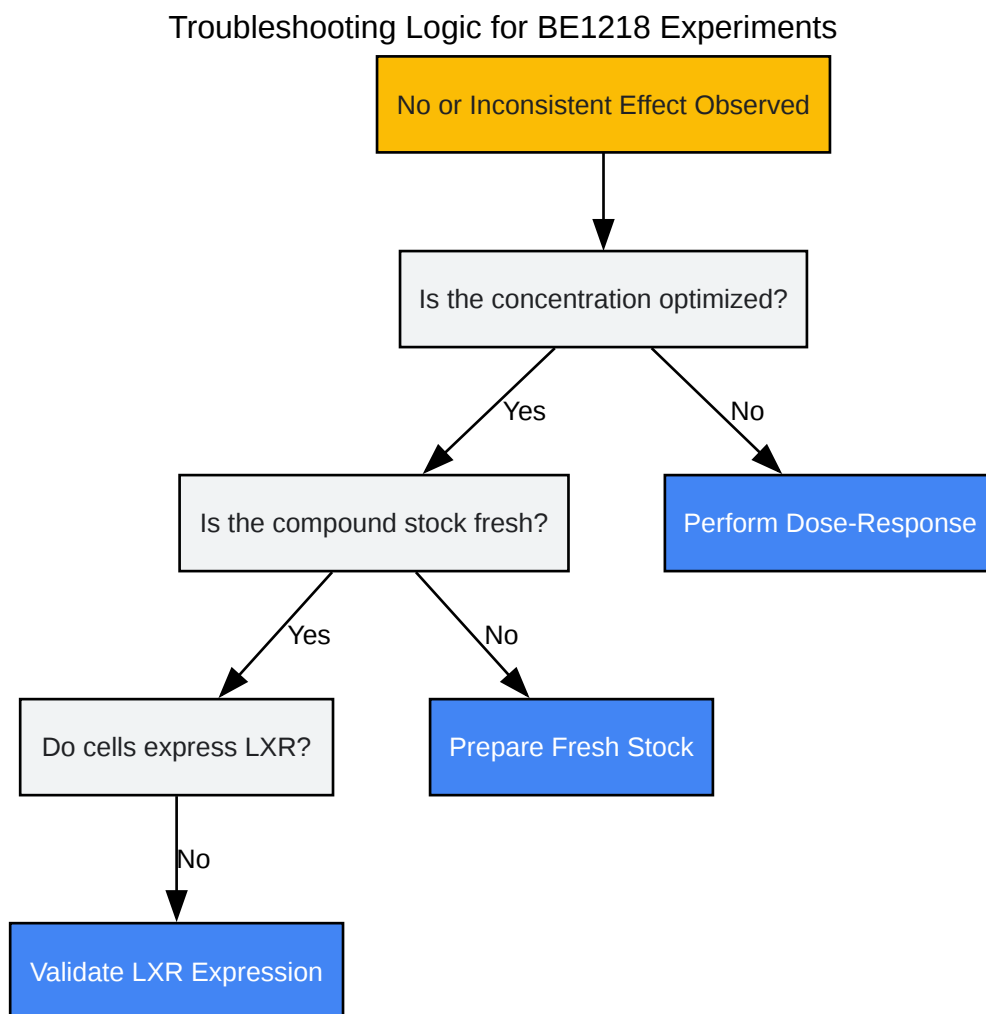 Troubleshooting Logic for BE1218 Experiments
No or Inconsistent Effect Observed
Is the concentration optimized?
Yes
No
Is the compound stock fresh?
Perform Dose-Response
Yes
No
Do cells express LXR?
Prepare Fresh Stock
No
Validate LXR Expression